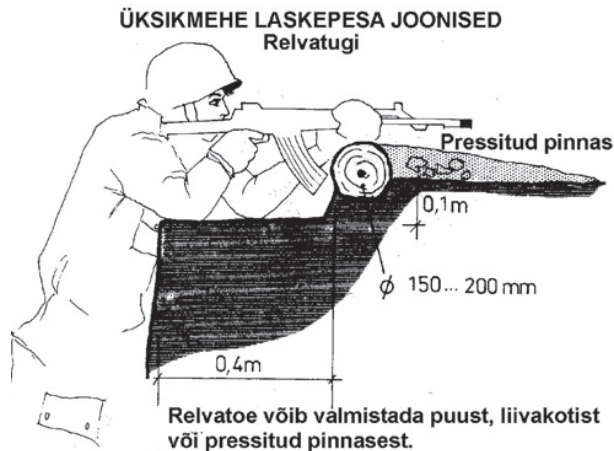 ÜKSIKMEHE LASKEPESA JOONISED
Relvatugi
Pressitud pinnas
0,1m
ϕ 150... 200 mm
0,4m
Relvatoe võib valmistada puust, liivakotist
või pressitud pinnasest.